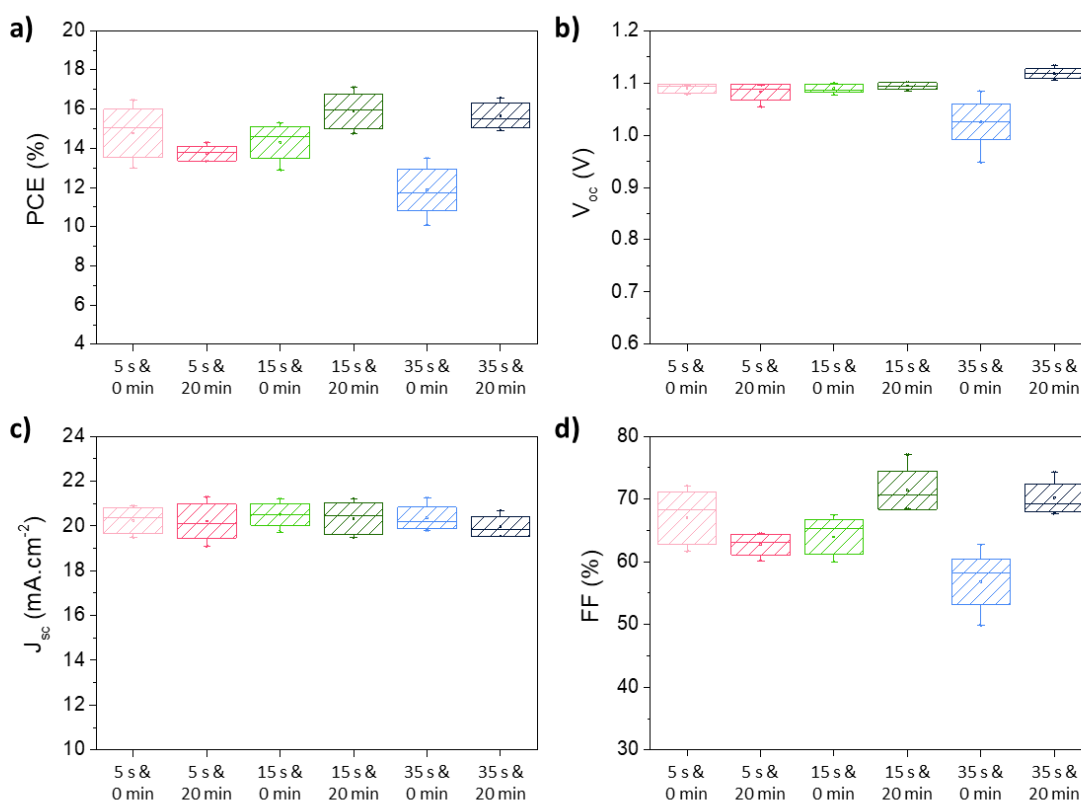 a)
20
18
16
14
12
10
8
6
4
PCE (%)
5 s &
0 min
5 s &
20 min
15 s &
0 min
15 s &
20 min
35 s &
0 min
35 s &
20 min
b)
1.2
1.1
1.0
0.9
0.8
0.7
0.6
Voc (V)
5 s &
0 min
5 s &
20 min
15 s &
0 min
15 s &
20 min
35 s &
0 min
35 s &
20 min
c)
24
22
20
18
16
14
12
10
Jsc (mA.cm-2)
5 s &
0 min
5 s &
20 min
15 s &
0 min
15 s &
20 min
35 s &
0 min
35 s &
20 min
d)
80
70
60
50
40
30
FF (%)
5 s &
0 min
5 s &
20 min
15 s &
0 min
15 s &
20 min
35 s &
0 min
35 s &
20 min